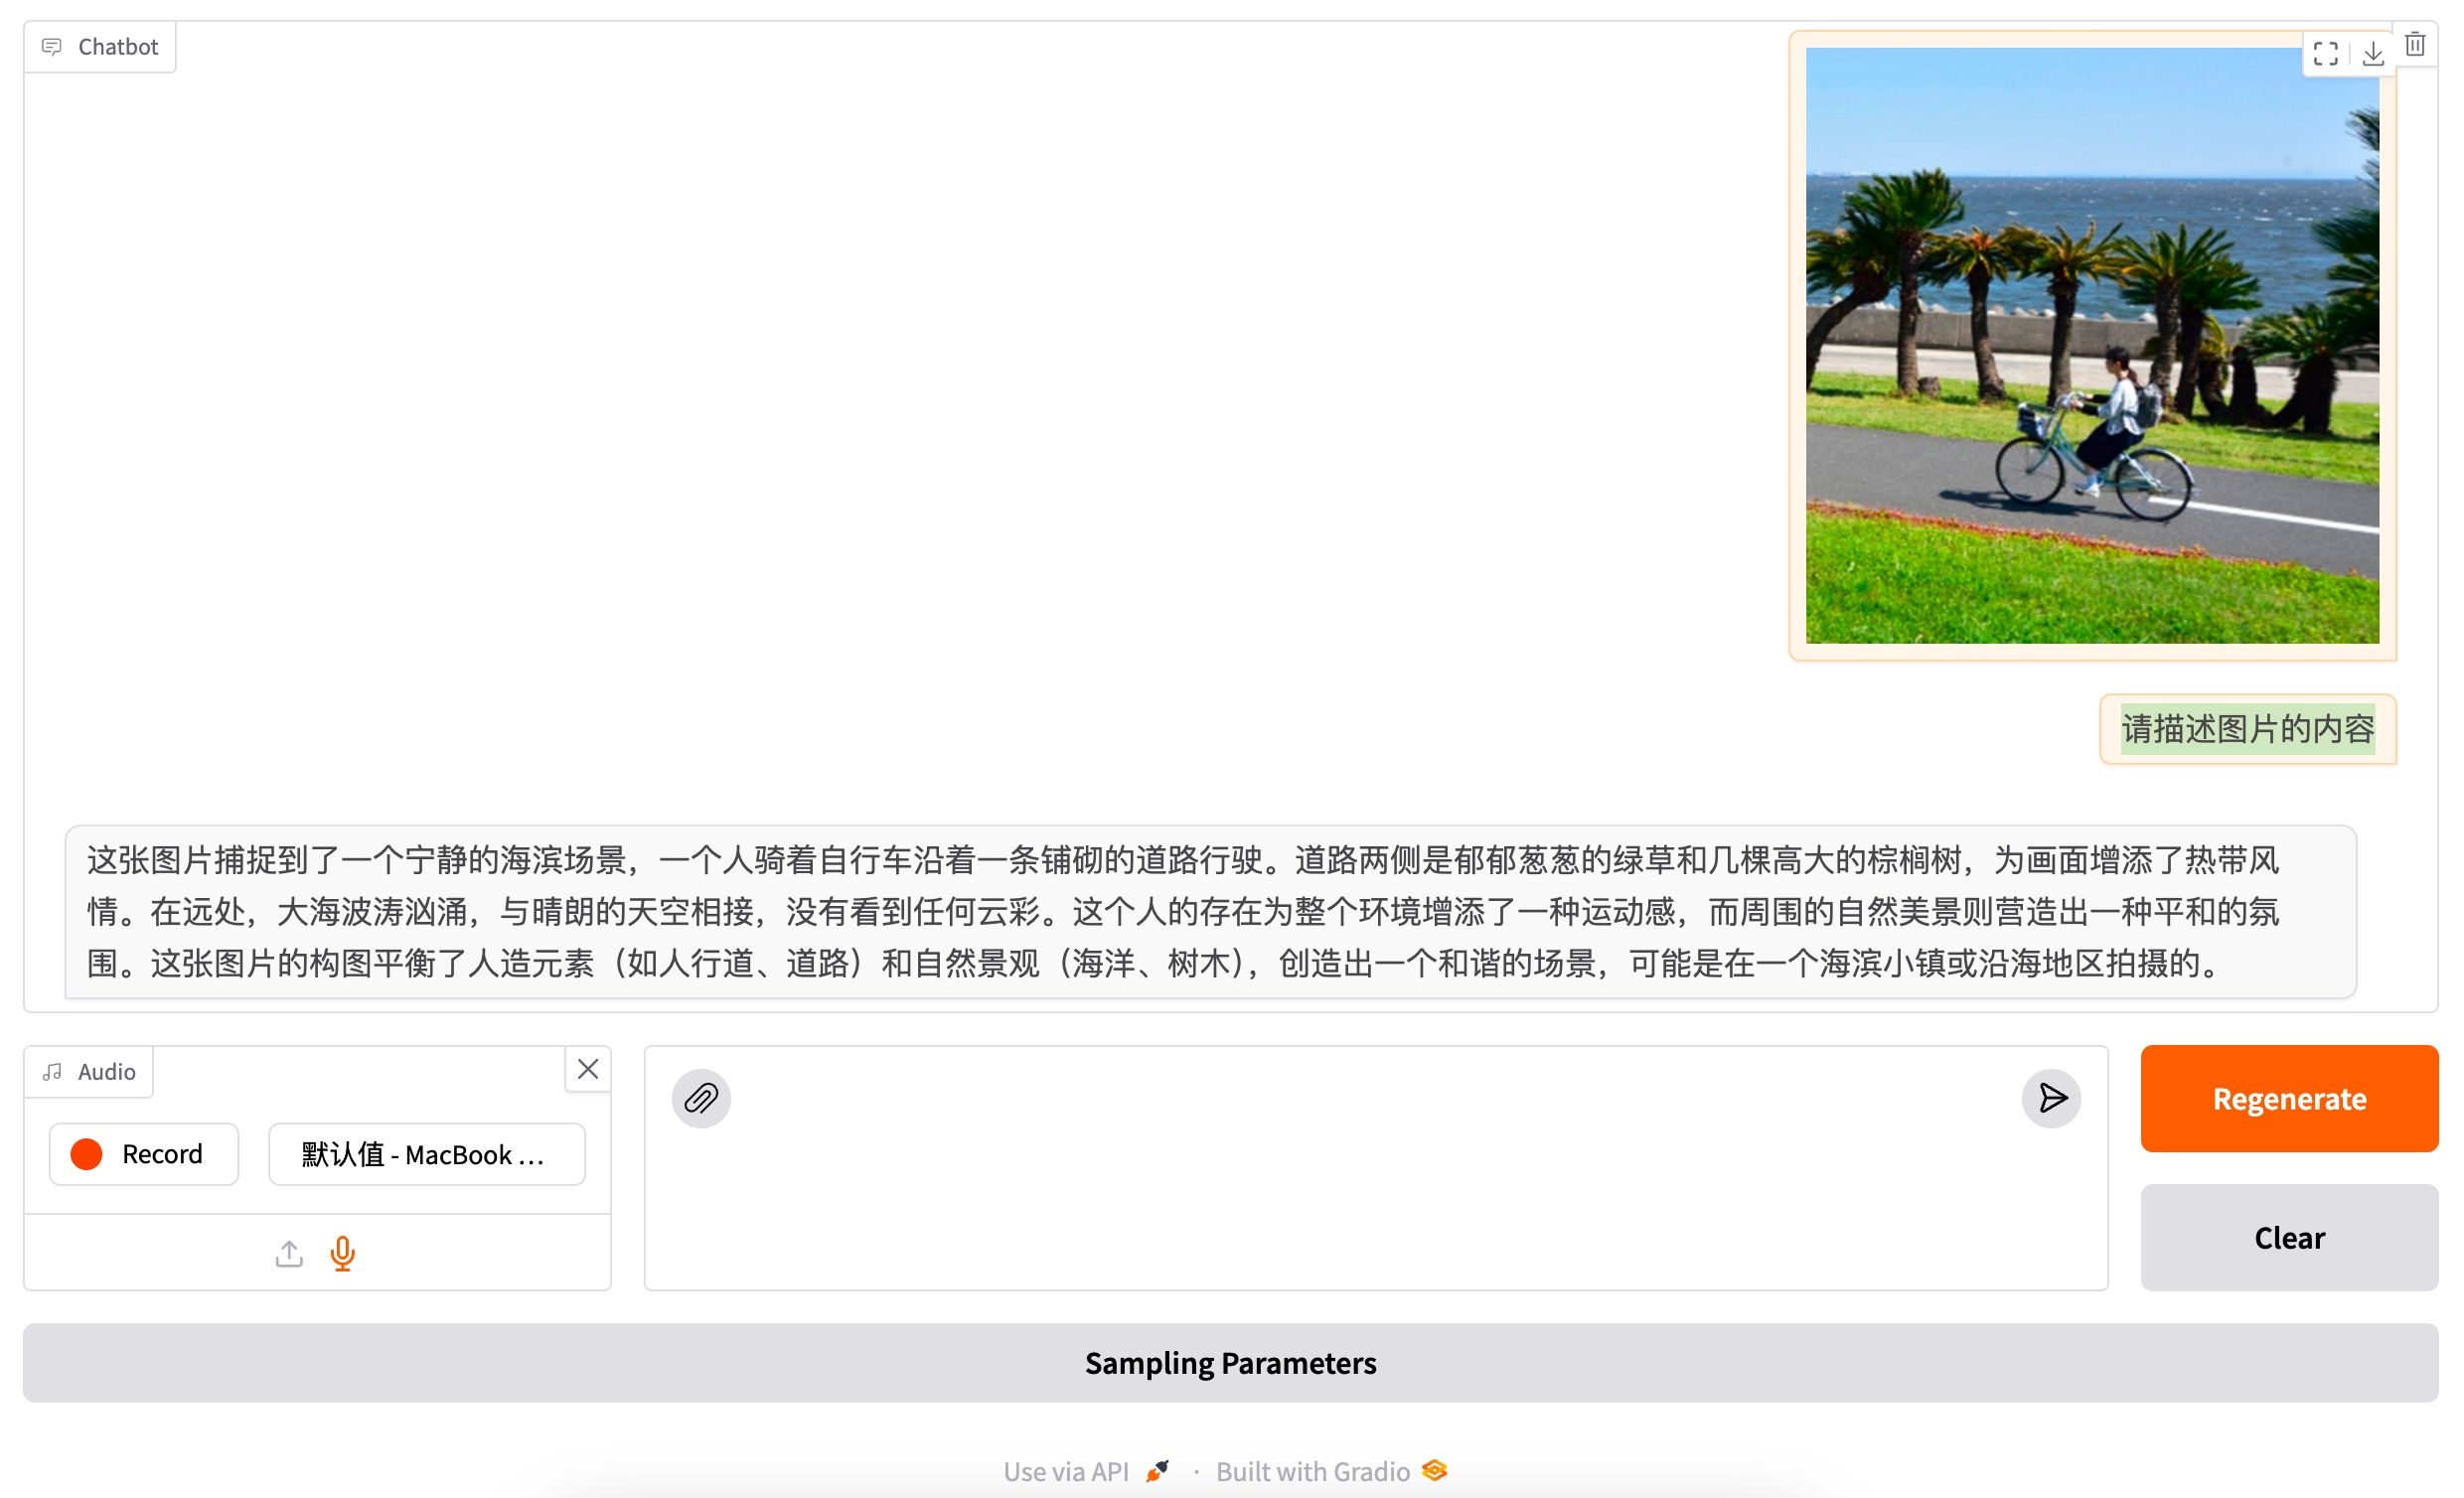 Chatbot
请描述图片的内容
这张图片捕捉到了一个宁静的海滨场景，一个人骑着自行车沿着一条铺砌的道路行驶。道路两侧是郁郁葱葱的绿草和几棵高大的棕榈树，为画面增添了热带风
情。在远处，大海波涛汹涌，与晴朗的天空相接，没有看到任何云彩。这个人的存在为整个环境增添了一种运动感，而周围的自然美景则营造出一种平和的氛
围。这张图片的构图平衡了人造元素（如人行道、道路）和自然景观（海洋、树木），创造出一个和谐的场景，可能是在一个海滨小镇或沿海地区拍摄的。
Audio
Record
默认值 - MacBook ...
Regenerate
Clear
Sampling Parameters
Use via API · Built with Gradio